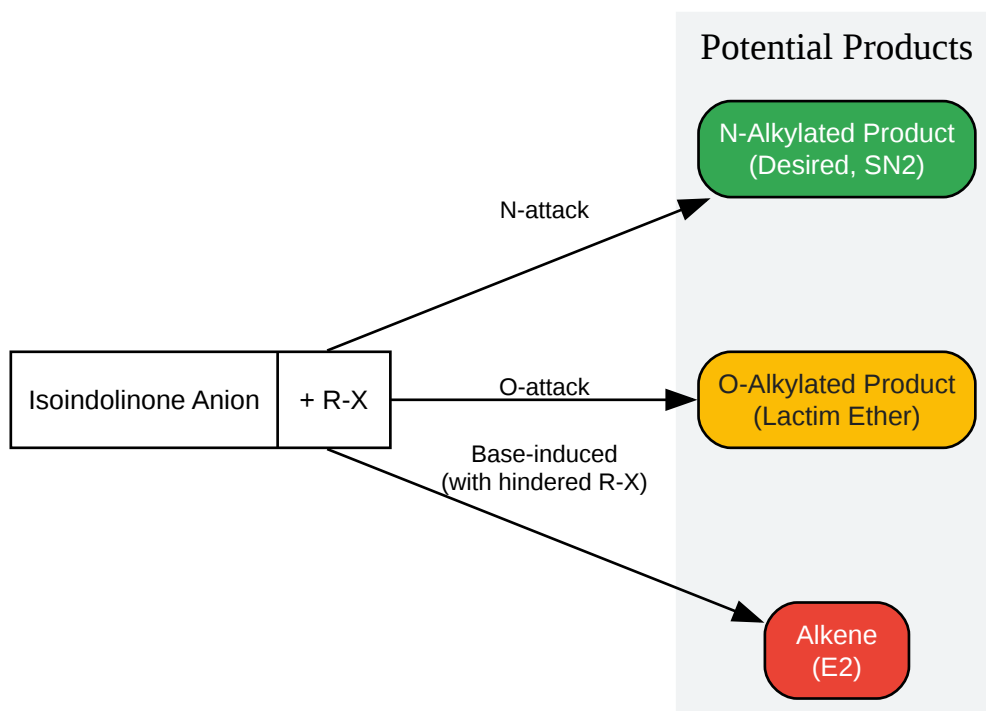 Potential Products
N-Alkylated Product
(Desired, SN2)
N-attack
Isoindolinone Anion
+ R-X
O-attack
O-Alkylated Product
(Lactim Ether)
Base-induced
(with hindered R-X)
Alkene
(E2)